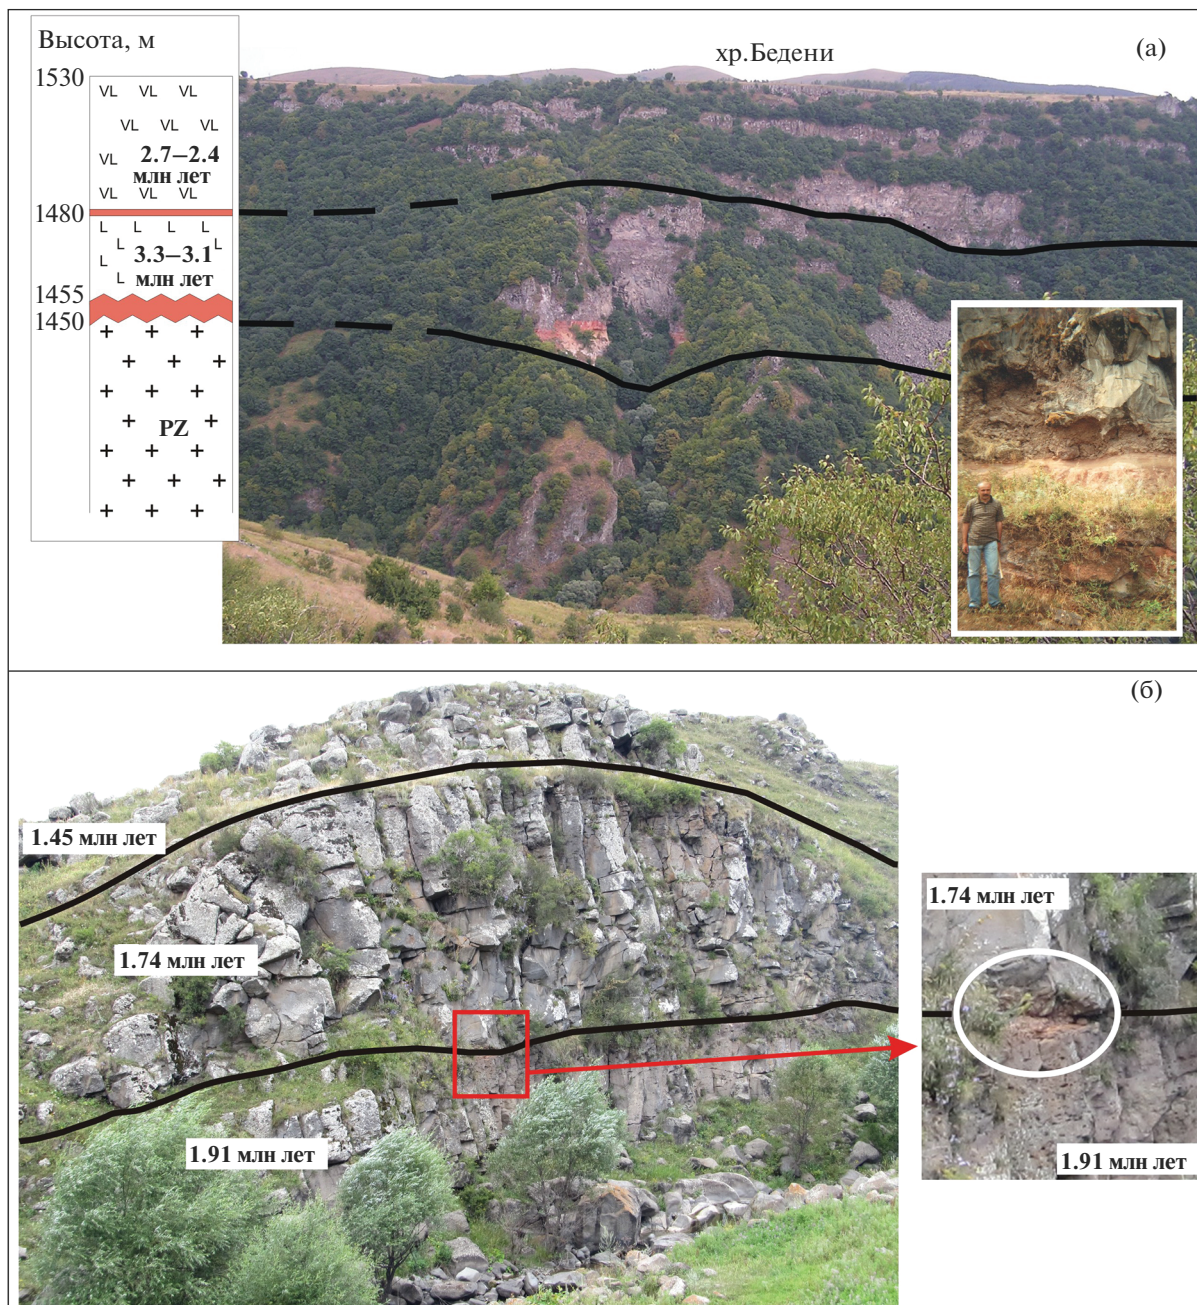 Высота, м
хр.Бедени
(а)
1530
VL VL VL
VL VL VL
VL 2.7–2.4
млн лет
VL VL VL
1480
L L L L
L L
3.3–3.1
L млн лет
L
1455
1450
+ + +
+ + +
+ + +
+ PZ +
+ + +
+ + +
+ + +
(б)
1.45 млн лет
1.74 млн лет
1.74 млн лет
1.91 млн лет
1.91 млн лет